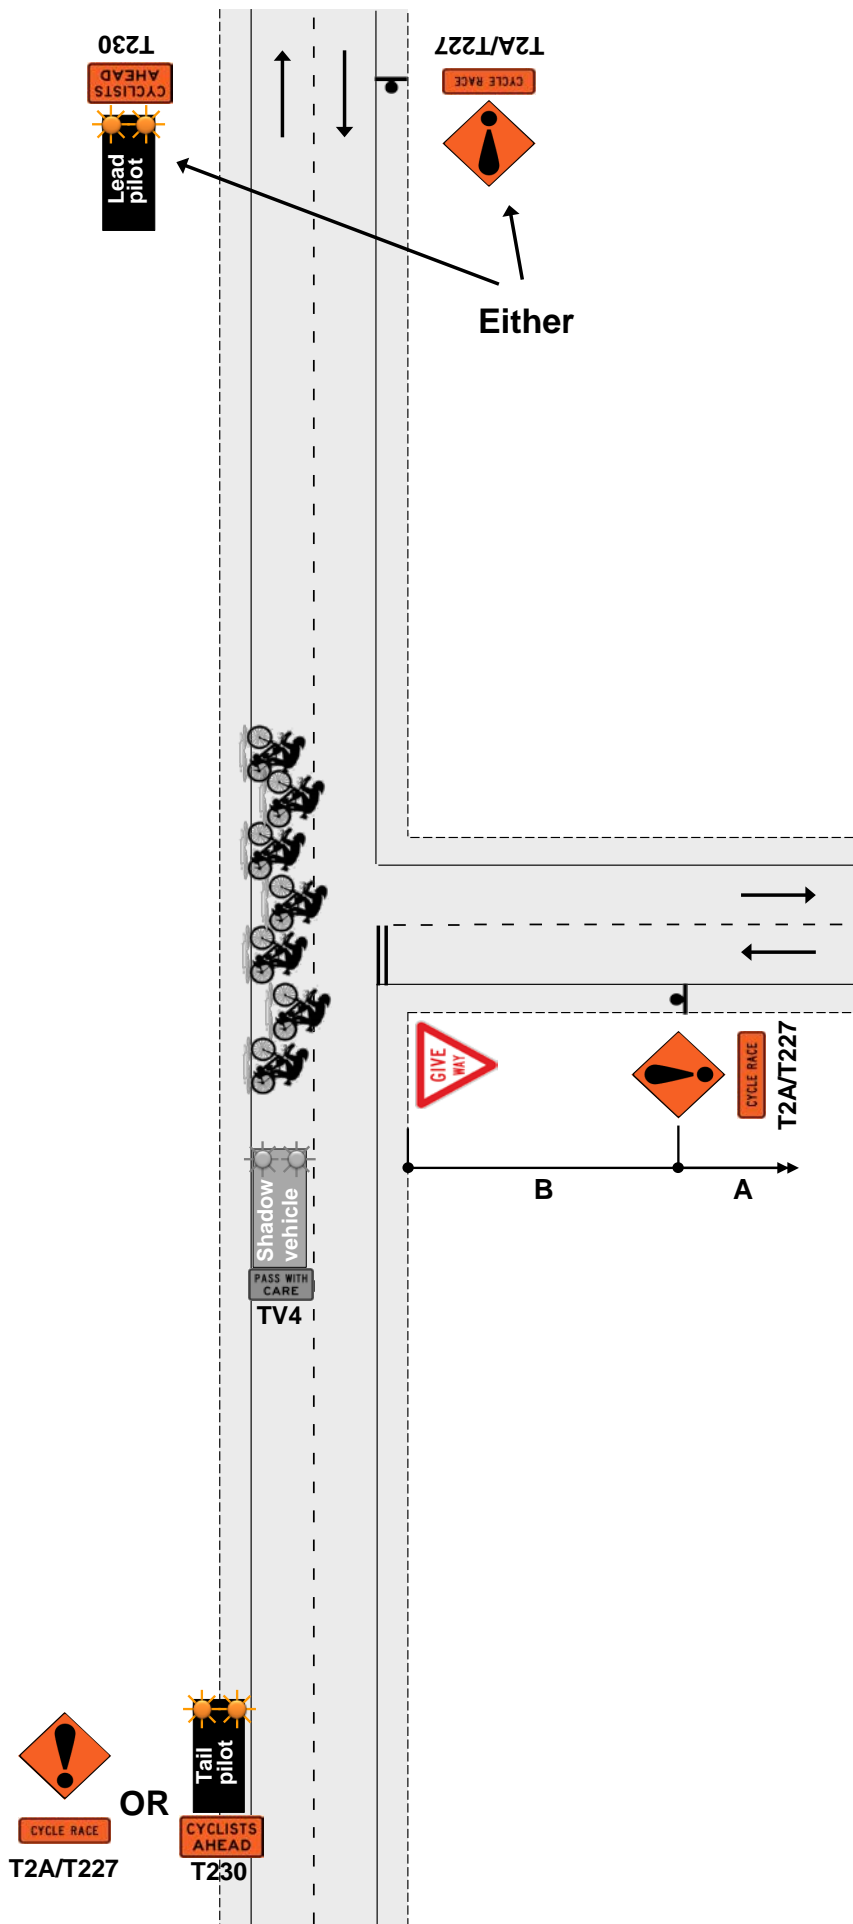 T230
CYCLISTS
AHEAD
Lead
pilot
T2A/T227
CYCLE RACE
Either
GIVE
WAY
CYCLE RACE
T2A/T227
B
A
Shadow
vehicle
PASS WITH
CARE
TV4
Tail
pilot
OR
CYCLE RACE
T2A/T227
CYCLISTS
AHEAD
T230